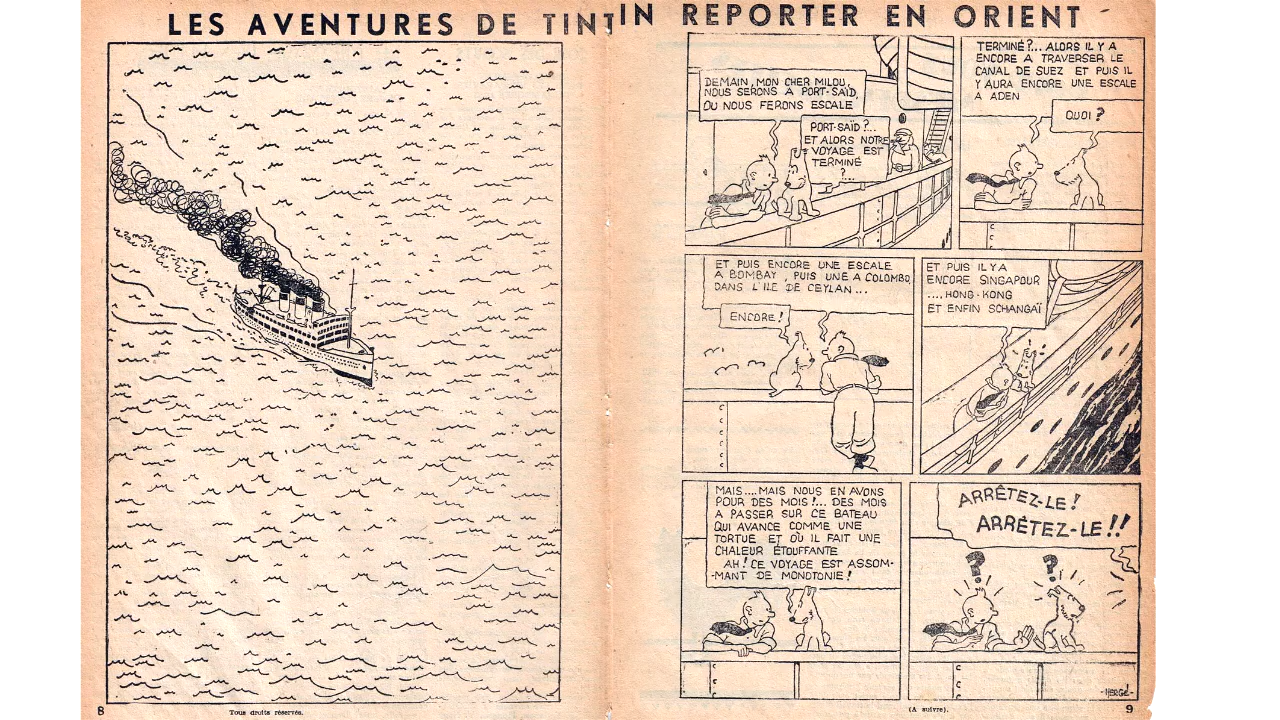 LES AVENTURES DE TINTIN REPORTER EN ORIENT
DEMAIN, MON CHER MILOU,
NOUS SERONS A PORT-SAÏD,
OU NOUS FERONS ESCALE
PORT-SAÏD ?...
ET ALORS NOTRE
VOYAGE EST
TERMINÉ
?...
TERMINÉ ?... ALORS IL Y A
ENCORE A TRAVERSER LE
CANAL DE SUEZ ET PUIS IL
Y AURA ENCORE UNE ESCALE
A ADEN
QUOI ?
ET PUIS ENCORE UNE ESCALE
A BOMBAY, PUIS UNE A COLOMBO
DANS L'ILE DE CEYLAN ...
ENCORE !
ET PUIS IL Y A
ENCORE SINGAPOUR
....HONG-KONG
ET ENFIN SCHANGAÏ
MAIS .... MAIS NOUS EN AVONS
POUR DES MOIS !... DES MOIS
A PASSER SUR CE BATEAU
QUI AVANCE COMME UNE
TORTUE ET OÙ IL FAIT UNE
CHALEUR ÉTOUFFANTE
AH ! CE VOYAGE EST ASSOM-
-MANT DE MONOTONIE !
ARRÊTEZ-LE !
ARRÊTEZ-LE !!
?
?
-HERGÉ-
8
Tous droits réservés.
(A suivre).
9